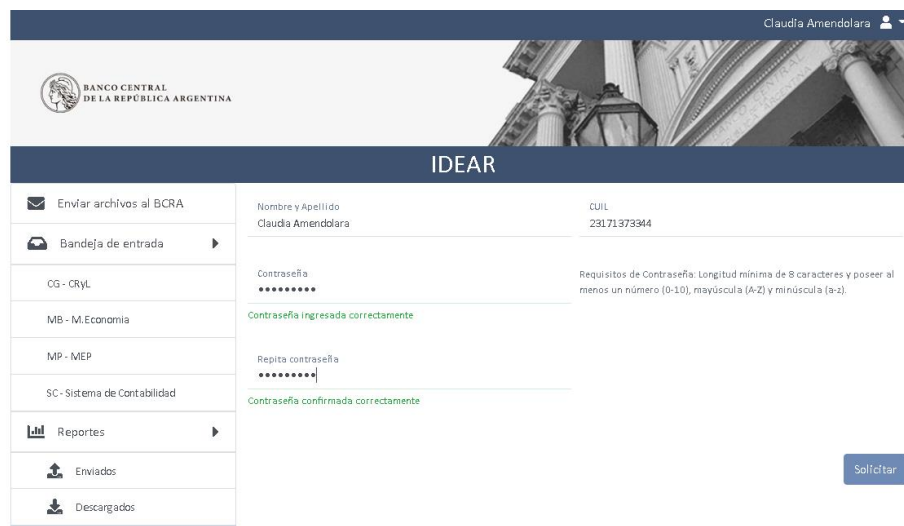 Claudia Amendolara
BANCO CENTRAL
DE LA REPÚBLICA ARGENTINA
IDEAR
Enviar archivos al BCRA
Bandeja de entrada
CG - CRyL
MB - M.Economia
MP - MEP
SC - Sistema de Contabilidad
Reportes
Enviados
Descargados
Nombre y Apellido
Claudia Amendolara
CUIL
23171373344
Contraseña
•••••••••
Contraseña ingresada correctamente
Requisitos de Contraseña: Longitud mínima de 8 caracteres y poseer al
menos un número (0-10), mayúscula (A-Z) y minúscula (a-z).
Repita contraseña
•••••••••
Contraseña confirmada correctamente
Solicitar